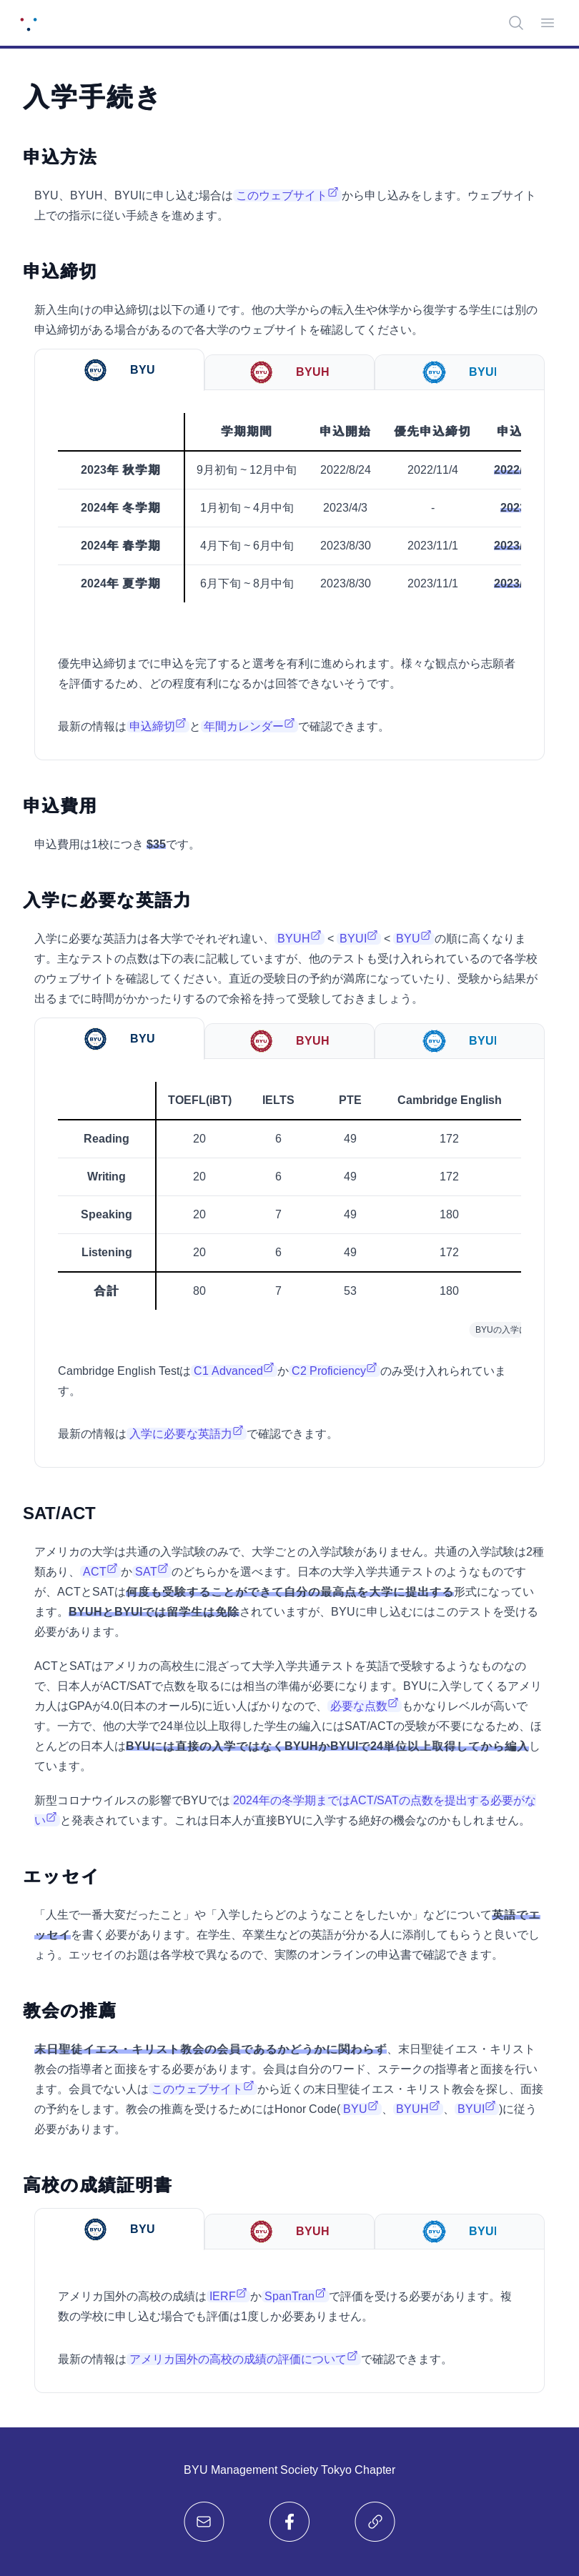 入学手続き
申込方法
BYU、BYUH、BYUIに申し込む場合はこのウェブサイトから申し込みをします。ウェブサイト
上での指示に従い手続きを進めます。
申込締切
新入生向けの申込締切は以下の通りです。他の大学からの転入生や休学から復学する学生には別の
申込締切がある場合があるので各大学のウェブサイトを確認してください。
BYU BYUH BYUI
学期期間 申込開始 優先申込締切 申込
2023年 秋学期 9月初旬 ~ 12月中旬 2022/8/24 2022/11/4 2022/
2024年 冬学期 1月初旬 ~ 4月中旬 2023/4/3 - 202
2024年 春学期 4月下旬 ~ 6月中旬 2023/8/30 2023/11/1 2023/
2024年 夏学期 6月下旬 ~ 8月中旬 2023/8/30 2023/11/1 2023/
優先申込締切までに申込を完了すると選考を有利に進められます。様々な観点から志願者
を評価するため、どの程度有利になるかは回答できないそうです。
最新の情報は申込締切と年間カレンダーで確認できます。
申込費用
申込費用は1校につき $35です。
入学に必要な英語力
入学に必要な英語力は各大学でそれぞれ違い、BYUH < BYUI < BYUの順に高くなりま
す。主なテストの点数は下の表に記載していますが、他のテストも受け入れられているので各学校
のウェブサイトを確認してください。直近の受験日の予約が満席になっていたり、受験から結果が
出るまでに時間がかかったりするので余裕を持って受験しておきましょう。
BYU BYUH BYUI
TOEFL(iBT) IELTS PTE Cambridge English
Reading 20 6 49 172
Writing 20 6 49 172
Speaking 20 7 49 180
Listening 20 6 49 172
合計 80 7 53 180
BYUの入学に
Cambridge English TestはC1 AdvancedかC2 Proficiencyのみ受け入れられていま
す。
最新の情報は入学に必要な英語力で確認できます。
SAT/ACT
アメリカの大学は共通の入学試験のみで、大学ごとの入学試験がありません。共通の入学試験は2種
類あり、ACTかSATのどちらかを選べます。日本の大学入学共通テストのようなものです
が、ACTとSATは何度も受験することができて自分の最高点を大学に提出する形式になっていま
す。BYUHとBYUIでは留学生は免除されていますが、BYUに申し込むにはこのテストを受ける
必要があります。
ACTとSATはアメリカの高校生に混ざって大学入学共通テストを英語で受験するようなものなの
で、日本人がACT/SATで点数を取るには相当の準備が必要になります。BYUに入学してくるアメリ
カ人はGPAが4.0(日本のオール5)に近い人ばかりなので、必要な点数もかなりレベルが高いで
す。一方で、他の大学で24単位以上取得した学生の編入にはSAT/ACTの受験が不要になるため、ほ
とんどの日本人はBYUには直接の入学ではなくBYUHかBYUIで24単位以上取得してから編入し
ています。
新型コロナウイルスの影響でBYUでは2024年の冬学期まではACT/SATの点数を提出する必要がな
いと発表されています。これは日本人が直接BYUに入学する絶好の機会なのかもしれません。
エッセイ
「人生で一番大変だったこと」や「入学したらどのようなことをしたいか」などについて英語でエ
ッセイを書く必要があります。在学生、卒業生などの英語が分かる人に添削してもらうと良いでし
ょう。エッセイのお題は各学校で異なるので、実際のオンラインの申込書で確認できます。
教会の推薦
末日聖徒イエス・キリスト教会の会員であるかどうかに関わらず、末日聖徒イエス・キリスト
教会の指導者と面接をする必要があります。会員は自分のワード、ステークの指導者と面接を行い
ます。会員でない人はこのウェブサイトから近くの末日聖徒イエス・キリスト教会を探し、面接
の予約をします。教会の推薦を受けるためにはHonor Code(BYU、BYUH、BYUI)に従う
必要があります。
高校の成績証明書
BYU BYUH BYUI
アメリカ国外の高校の成績はIERFかSpanTranで評価を受ける必要があります。複
数の学校に申し込む場合でも評価は1度しか必要ありません。
最新の情報はアメリカ国外の高校の成績の評価についてで確認できます。
BYU Management Society Tokyo Chapter